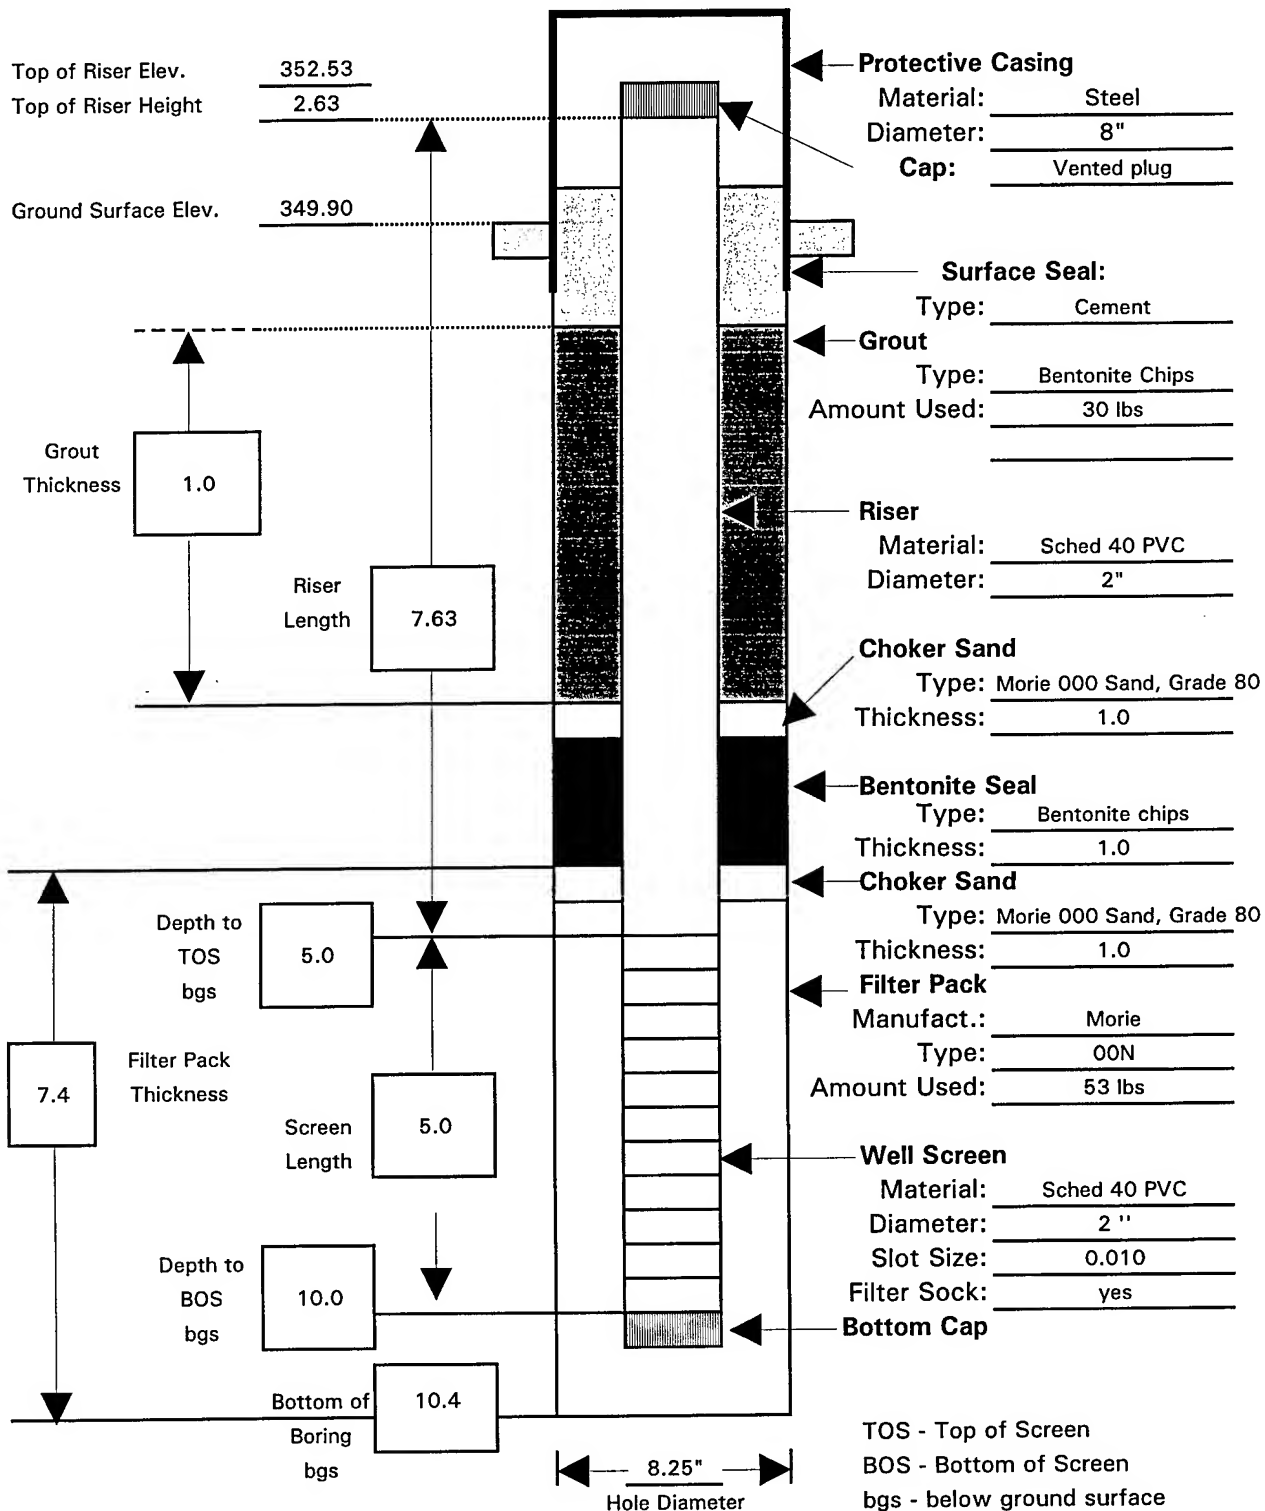 Top of Riser Elev. 352.53
Top of Riser Height 2.63
Ground Surface Elev. 349.90
Protective Casing
Material: Steel
Diameter: 8"
Cap: Vented plug
Surface Seal:
Type: Cement
Grout
Type: Bentonite Chips
Amount Used: 30 lbs
Grout
Thickness
1.0
Riser
Material: Sched 40 PVC
Diameter: 2"
Riser
Length
7.63
Choker Sand
Type: Morie 000 Sand, Grade 80
Thickness: 1.0
Bentonite Seal
Type: Bentonite chips
Thickness: 1.0
Choker Sand
Type: Morie 000 Sand, Grade 80
Thickness: 1.0
Depth to
TOS
bgs
5.0
Filter Pack
Manufact.: Morie
Type: 00N
Amount Used: 53 lbs
7.4
Filter Pack
Thickness
Screen
Length
5.0
Well Screen
Material: Sched 40 PVC
Diameter: 2 ''
Slot Size: 0.010
Filter Sock: yes
Depth to
BOS
bgs
10.0
Bottom Cap
Bottom of
Boring
bgs
10.4
8.25"
Hole Diameter
TOS - Top of Screen
BOS - Bottom of Screen
bgs - below ground surface